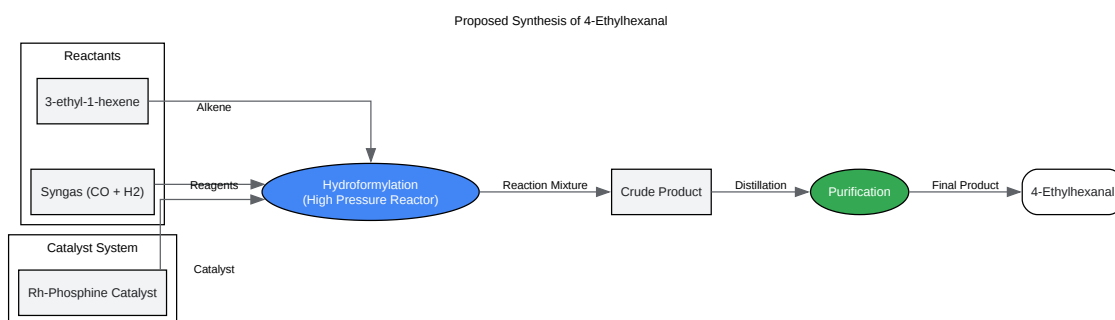 Proposed Synthesis of 4-Ethylhexanal
Reactants
3-ethyl-1-hexene
Alkene
Syngas (CO + H2)
Reagents
Hydroformylation
(High Pressure Reactor)
Reaction Mixture
Crude Product
Distillation
Purification
Final Product
4-Ethylhexanal
Catalyst System
Rh-Phosphine Catalyst
Catalyst